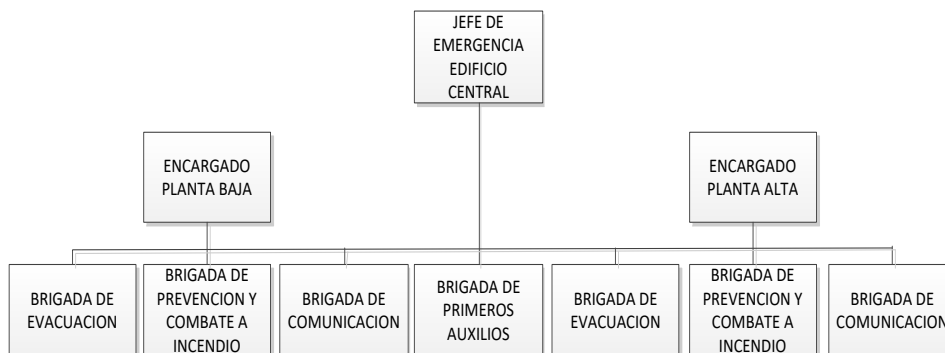 JEFE DE
EMERGENCIA
EDIFICIO
CENTRAL
ENCARGADO
PLANTA BAJA
ENCARGADO
PLANTA ALTA
BRIGADA DE
EVACUACION
BRIGADA DE
PREVENCION Y
COMBATE A
INCENDIO
BRIGADA DE
COMUNICACION
BRIGADA DE
PRIMEROS
AUXILIOS
BRIGADA DE
EVACUACION
BRIGADA DE
PREVENCION Y
COMBATE A
INCENDIO
BRIGADA DE
COMUNICACION